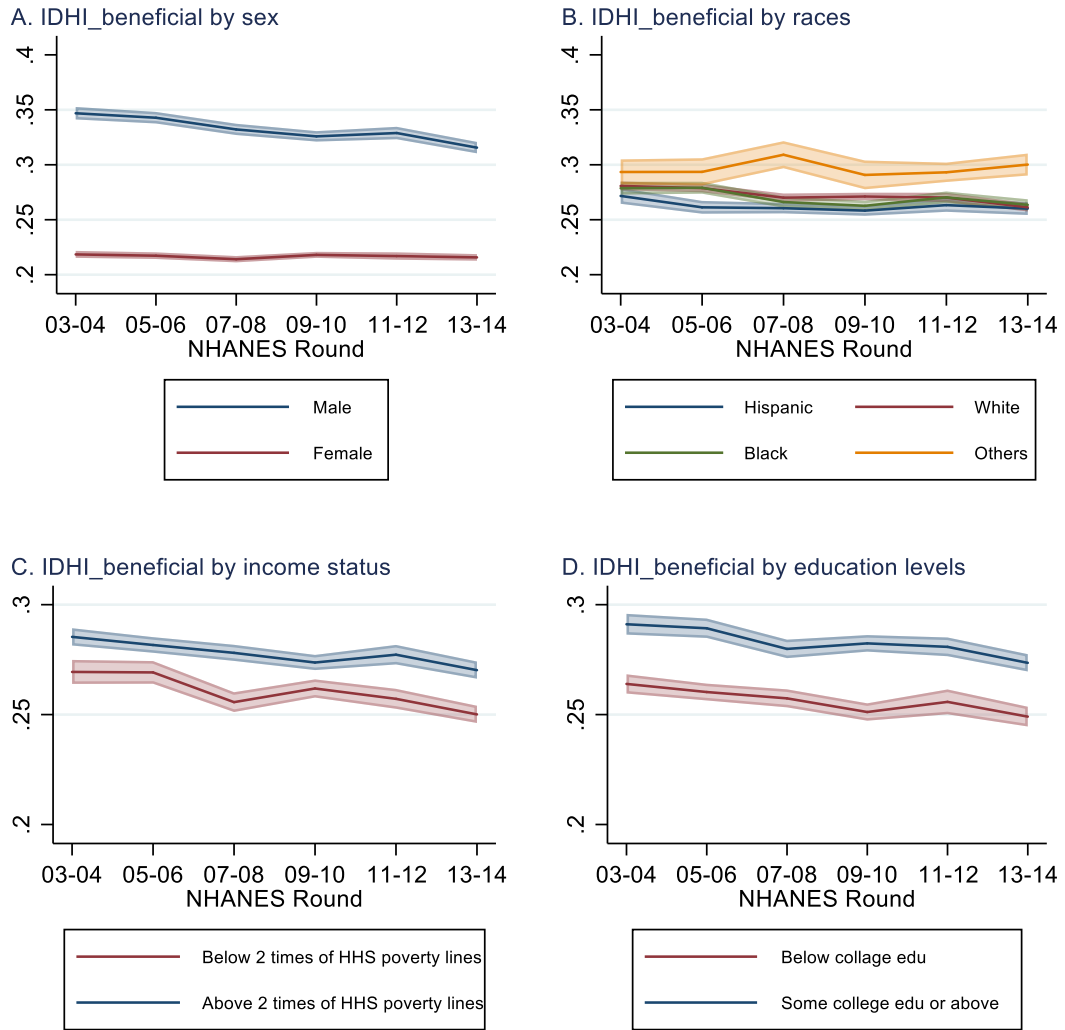 A. IDHI_beneficial by sex
.4
.35
.3
.25
.2
03-04 05-06 07-08 09-10 11-12 13-14
NHANES Round
Male
Female
B. IDHI_beneficial by races
.4
.35
.3
.25
.2
03-04 05-06 07-08 09-10 11-12 13-14
NHANES Round
Hispanic White
Black Others
C. IDHI_beneficial by income status
.3
.25
.2
03-04 05-06 07-08 09-10 11-12 13-14
NHANES Round
Below 2 times of HHS poverty lines
Above 2 times of HHS poverty lines
D. IDHI_beneficial by education levels
.3
.25
.2
03-04 05-06 07-08 09-10 11-12 13-14
NHANES Round
Below collage edu
Some college edu or above